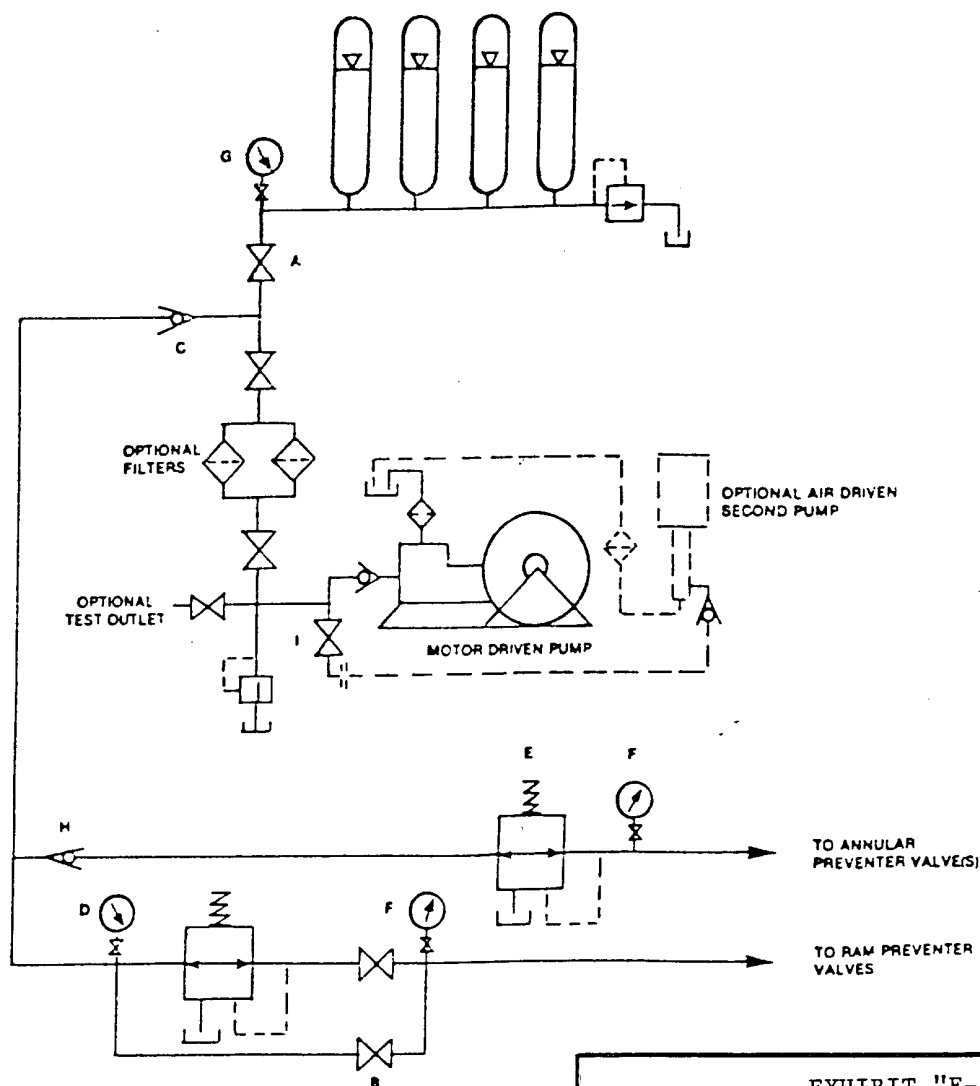 G
A
C
OPTIONAL
FILTERS
OPTIONAL AIR DRIVEN
SECOND PUMP
OPTIONAL
TEST OUTLET
I
MOTOR DRIVEN PUMP
E
F
H
TO ANNULAR
PREVENTER VALVE(S)
D
F
TO RAM PREVENTER
VALVES
B